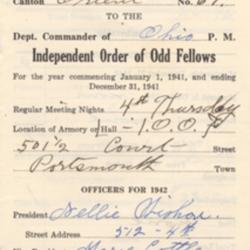 Canton Orient No. 61.
TO THE
Dept. Commander of Ohio P. M.
Independent Order of Odd Fellows
For the year commencing January 1, 1941, and ending
December 31, 1941
Regular Meeting Nights 4th Thursday
Location of Armory or Hall - I.O.O.F
501½ Court Street
Portsmouth Town
OFFICERS FOR 1942
President Nellie Bishop
Street Address 512-4th